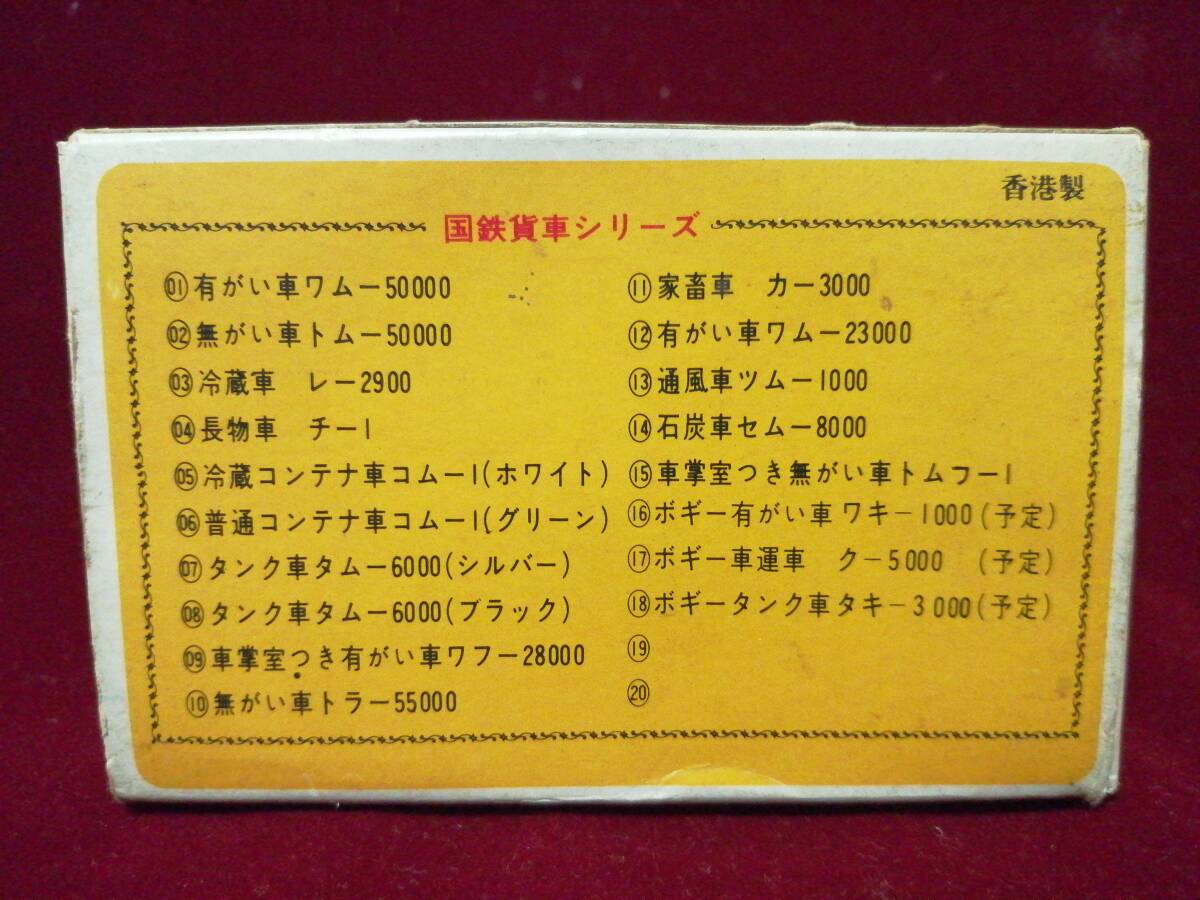 香港製
国鉄貨車シリーズ
01 有がい車ワムー50000
02 無がい車トムー50000
03 冷蔵車 レー2900
04 長物車 チー1
05 冷蔵コンテナ車コムー1(ホワイト)
06 普通コンテナ車コムー1(グリーン)
07 タンク車タムー6000(シルバー)
08 タンク車タムー6000(ブラック)
09 車掌室つき有がい車ワフー28000
10 無がい車トラー55000
⑪ 家畜車 カー3000
⑫ 有がい車ワムー23000
⑬ 通風車ツムー1000
⑭ 石炭車セムー8000
⑮ 車掌室つき無がい車トムフー1
⑯ ボギー有がい車ワキー1000(予定)
⑰ ボギー車運車 クー5000 (予定)
⑱ ボギータンク車タキー3000(予定)
⑲
⑳